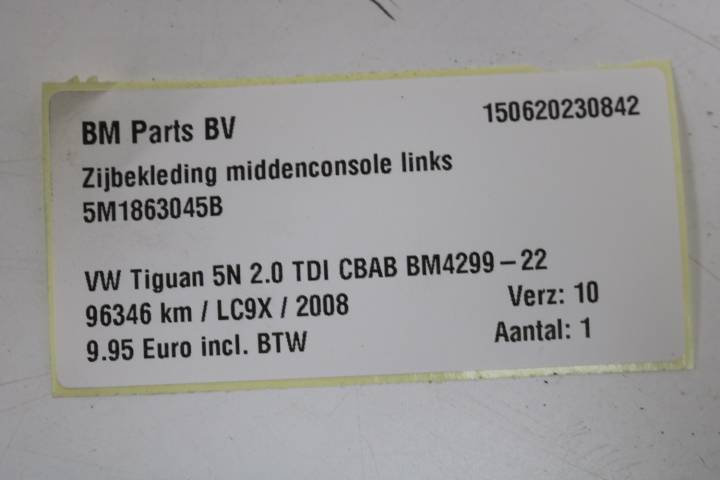 BM Parts BV
150620230842
Zijbekleding middenconsole links
5M1863045B
VW Tiguan 5N 2.0 TDI CBAB BM4299-22
96346 km / LC9X / 2008
Verz: 10
9.95 Euro incl. BTW
Aantal: 1